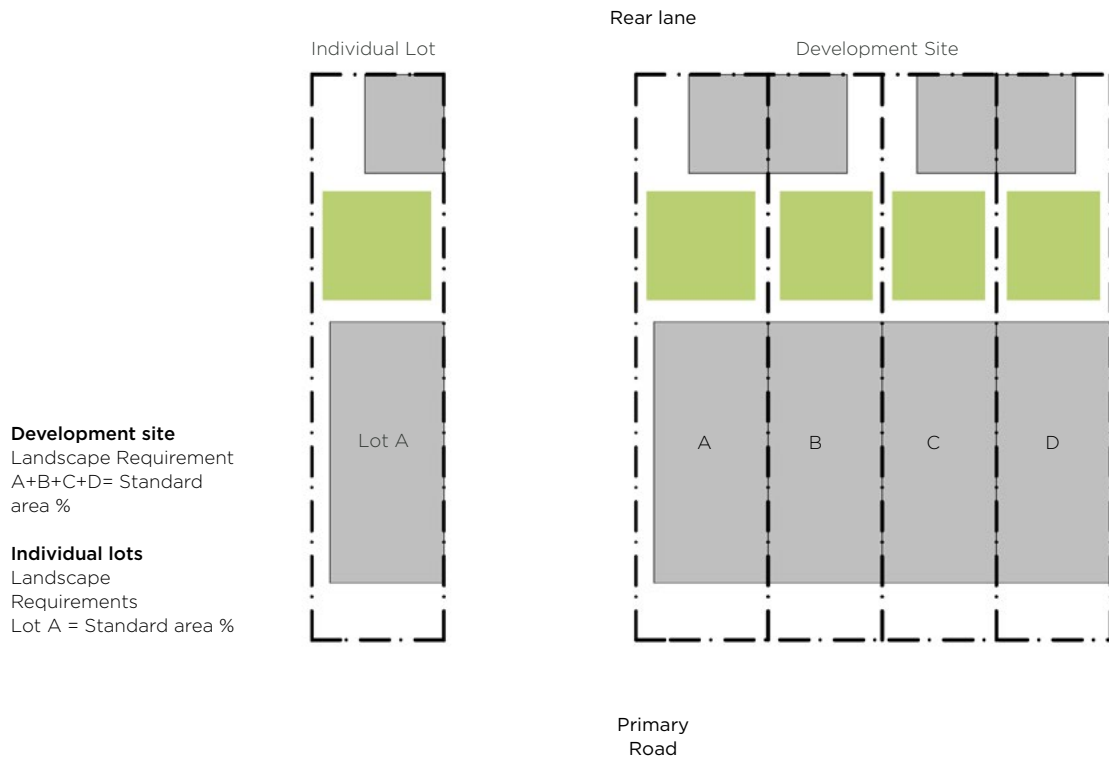 Rear lane
Individual Lot
Development Site
Lot A
A
B
C
D
Development site
Landscape Requirement
A+B+C+D= Standard
area %
Individual lots
Landscape
Requirements
Lot A = Standard area %
Primary
Road